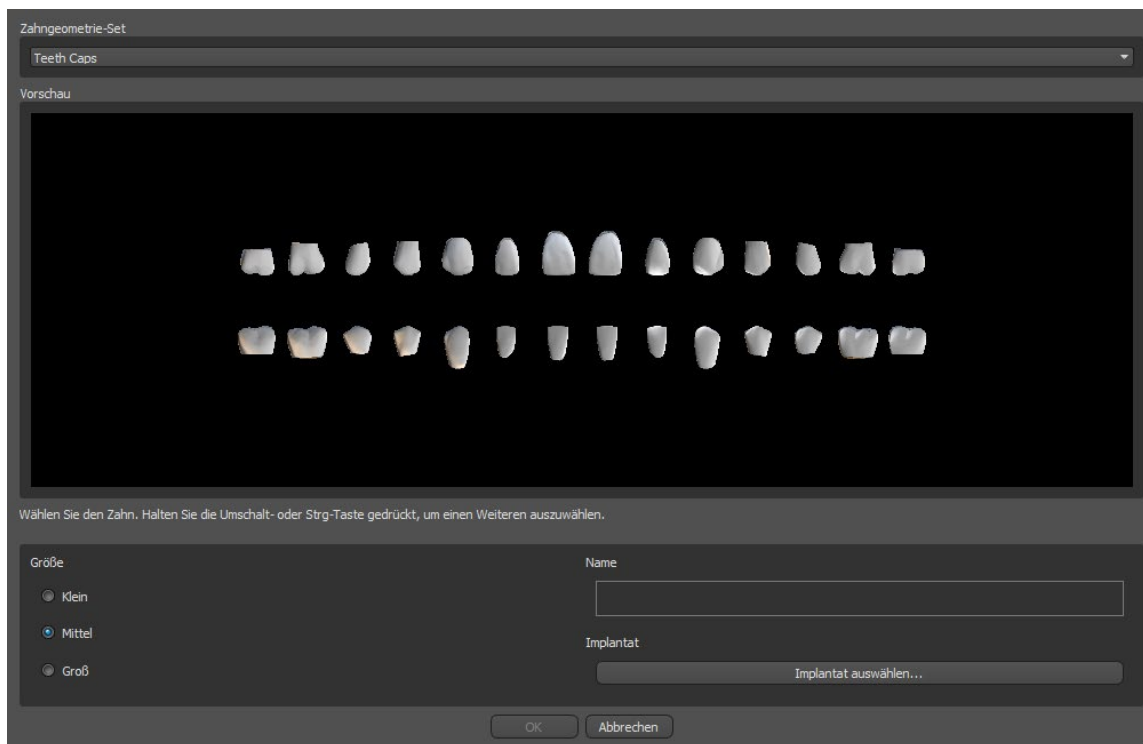 Zahngeometrie-Set
Teeth Caps
Vorschau
Wählen Sie den Zahn. Halten Sie die Umschalt- oder Strg-Taste gedrückt, um einen Weiteren auszuwählen.
Größe
Name
Klein
Mittel
Implantat
Groß
Implantat auswählen...
OK
Abbrechen